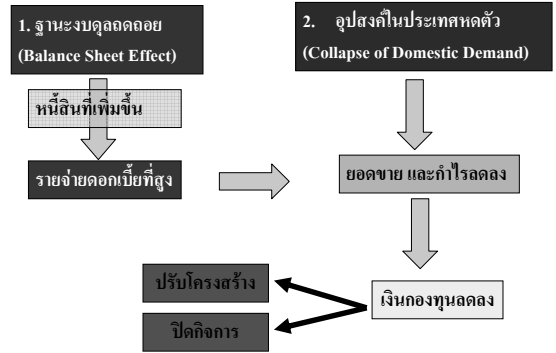 1. ฐานะงบดุลถดถอย
(Balance Sheet Effect)
2. อุปสงค์ในประเทศหดตัว
(Collapse of Domestic Demand)
หนี้สินที่เพิ่มขึ้น
รายจ่ายดอกเบี้ยที่สูง
ยอดขาย และกำไรลดลง
ปรับโครงสร้าง
เงินกองทุนลดลง
ปิดกิจการ